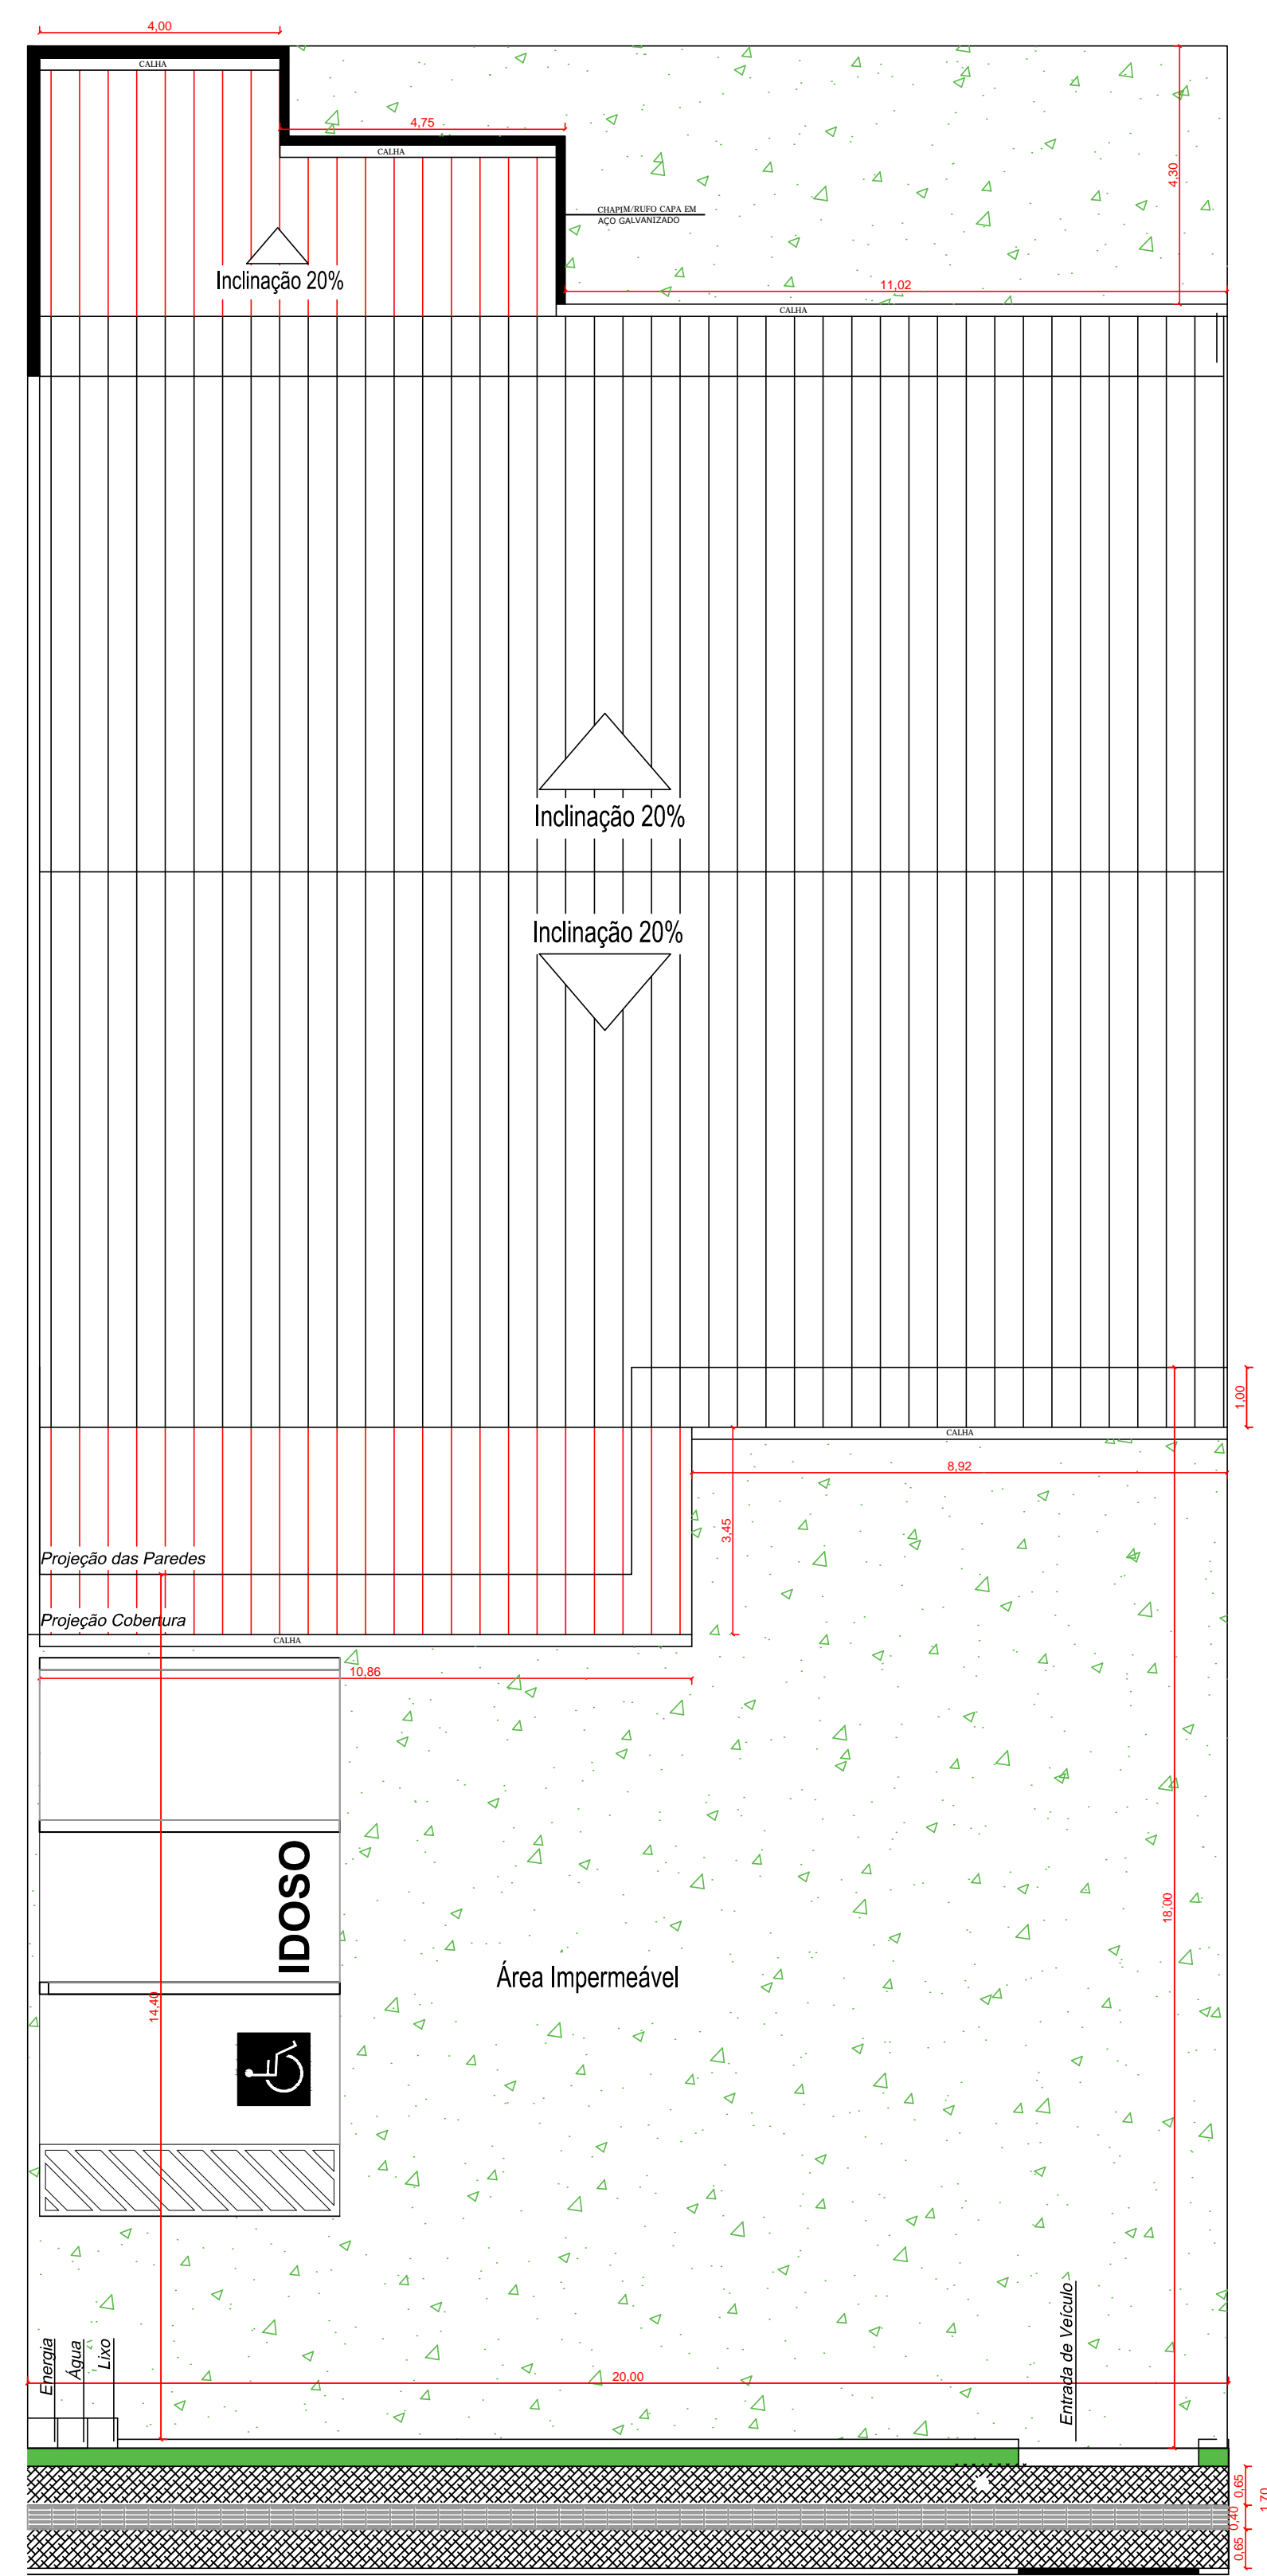 4,00
CALHA
4,75
CALHA
4,30
CHAPIM/RUFO CAPA EM
AÇO GALVANIZADO
Inclinação 20%
11,02
CALHA
Inclinação 20%
Inclinação 20%
1,00
CALHA
8,92
3,45
Projeção das Paredes
Projeção Cobertura
CALHA
10,86
IDOSO
18,00
Área Impermeável
14,40
Energia
Água
Lixo
Entrada de Veículo
20,00
0,65
1,70
0,40
0,65